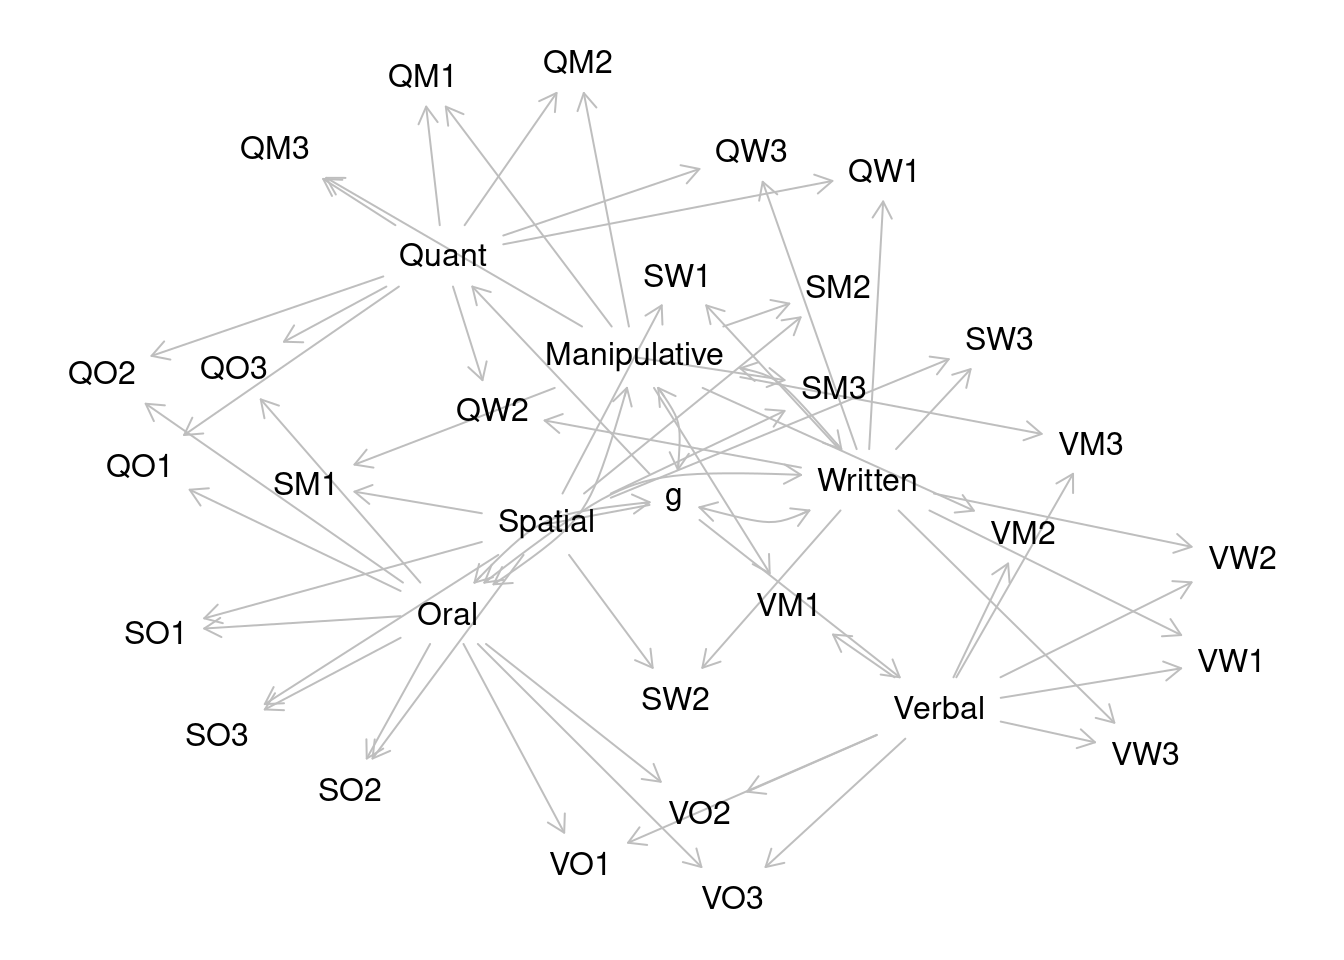 QM2
QM1
QM3
QW3
QW1
Quant
SW1
SM2
SW3
Manipulative
QO2
QO3
SM3
QW2
VM3
QO1
SM1
Written
g
Spatial
VM2
VW2
VM1
Oral
SO1
VW1
SW2
Verbal
SO3
VW3
SO2
VO2
VO1
VO3